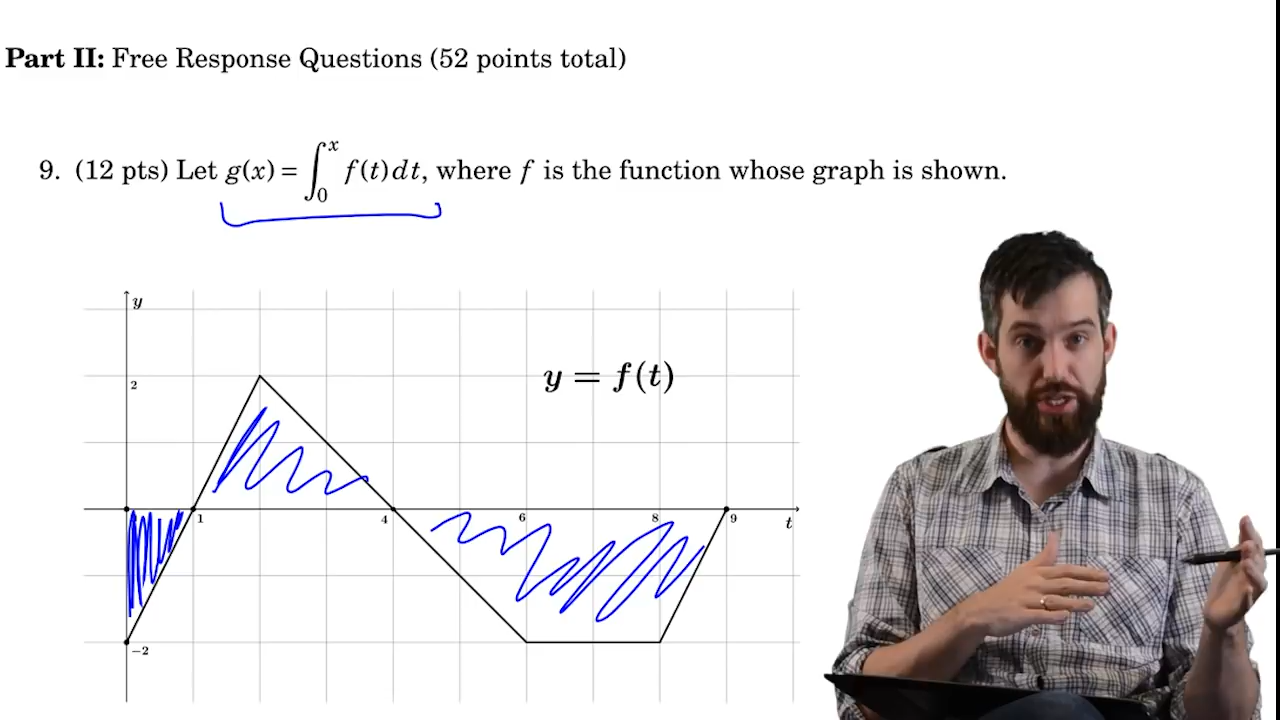 Part II: Free Response Questions (52 points total)
9. (12 pts) Let g(x) = ∫₀ˣ f(t)dt, where f is the function whose graph is shown.
y
2
y = f(t)
1
4
6
8
9
t
−2